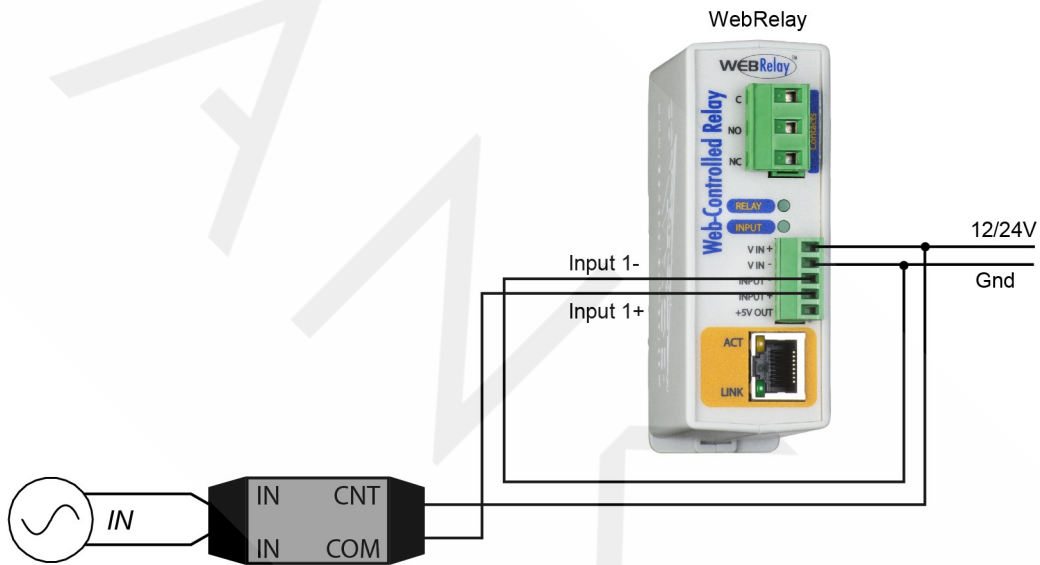 WebRelay
WEBRelay™
Web-Controlled Relay
C
NO
NC
Contacts
RELAY
INPUT
V IN +
V IN -
INPUT -
INPUT +
+5V OUT
12/24V
Gnd
Input 1-
Input 1+
ACT
LINK
IN
IN CNT
IN COM